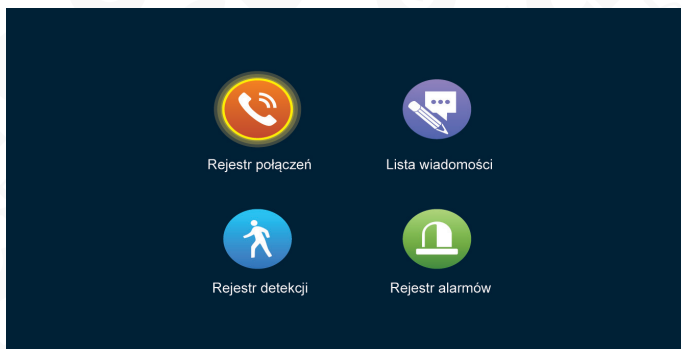 Rejestr połączeń
Lista wiadomości
Rejestr detekcji
Rejestr alarmów